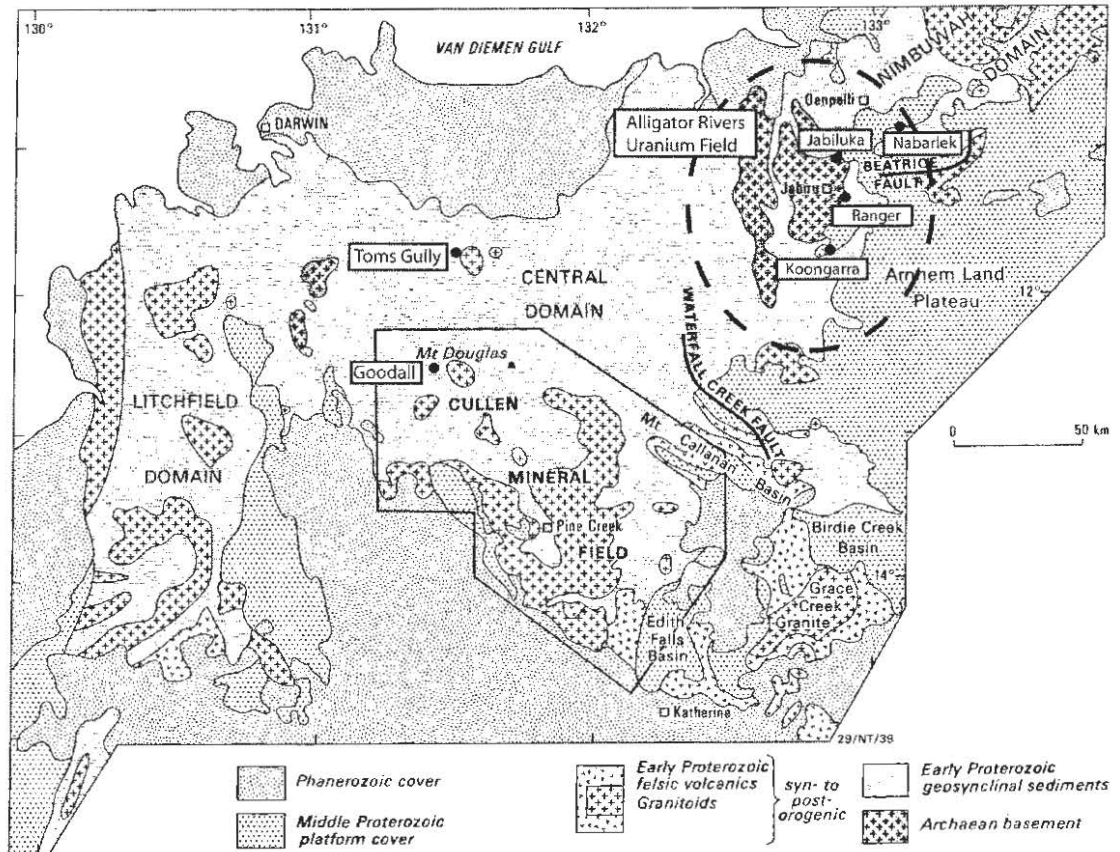 130°
131°
132°
133°
VAN DIEMEN GULF
NIMBUWAH
DOMAIN
Oenpelli
DARWIN
Alligator Rivers
Uranium Field
Jabiluka
Nabarlek
BEATRICE
FAULT
Jabiru
Ranger
Toms Gully
Koongarra
CENTRAL
DOMAIN
Arnhem Land
Plateau
12°
WATERFALL CREEK FAULT
Mt Douglas
Goodall
CULLEN
LITCHFIELD
DOMAIN
0 50 km
Mt Callanan
Basin
MINERAL
Pine Creek
FIELD
Birdie Creek
Basin
14°
Grace
Creek
Granite
Edith
Falls
Basin
Katherine
29/NT/38
Phanerozoic cover
Middle Proterozoic
platform cover
Early Proterozoic
felsic volcanics
Granitoids
syn- to
post-
orogenic
Early Proterozoic
geosynclinal sediments
Archaean basement